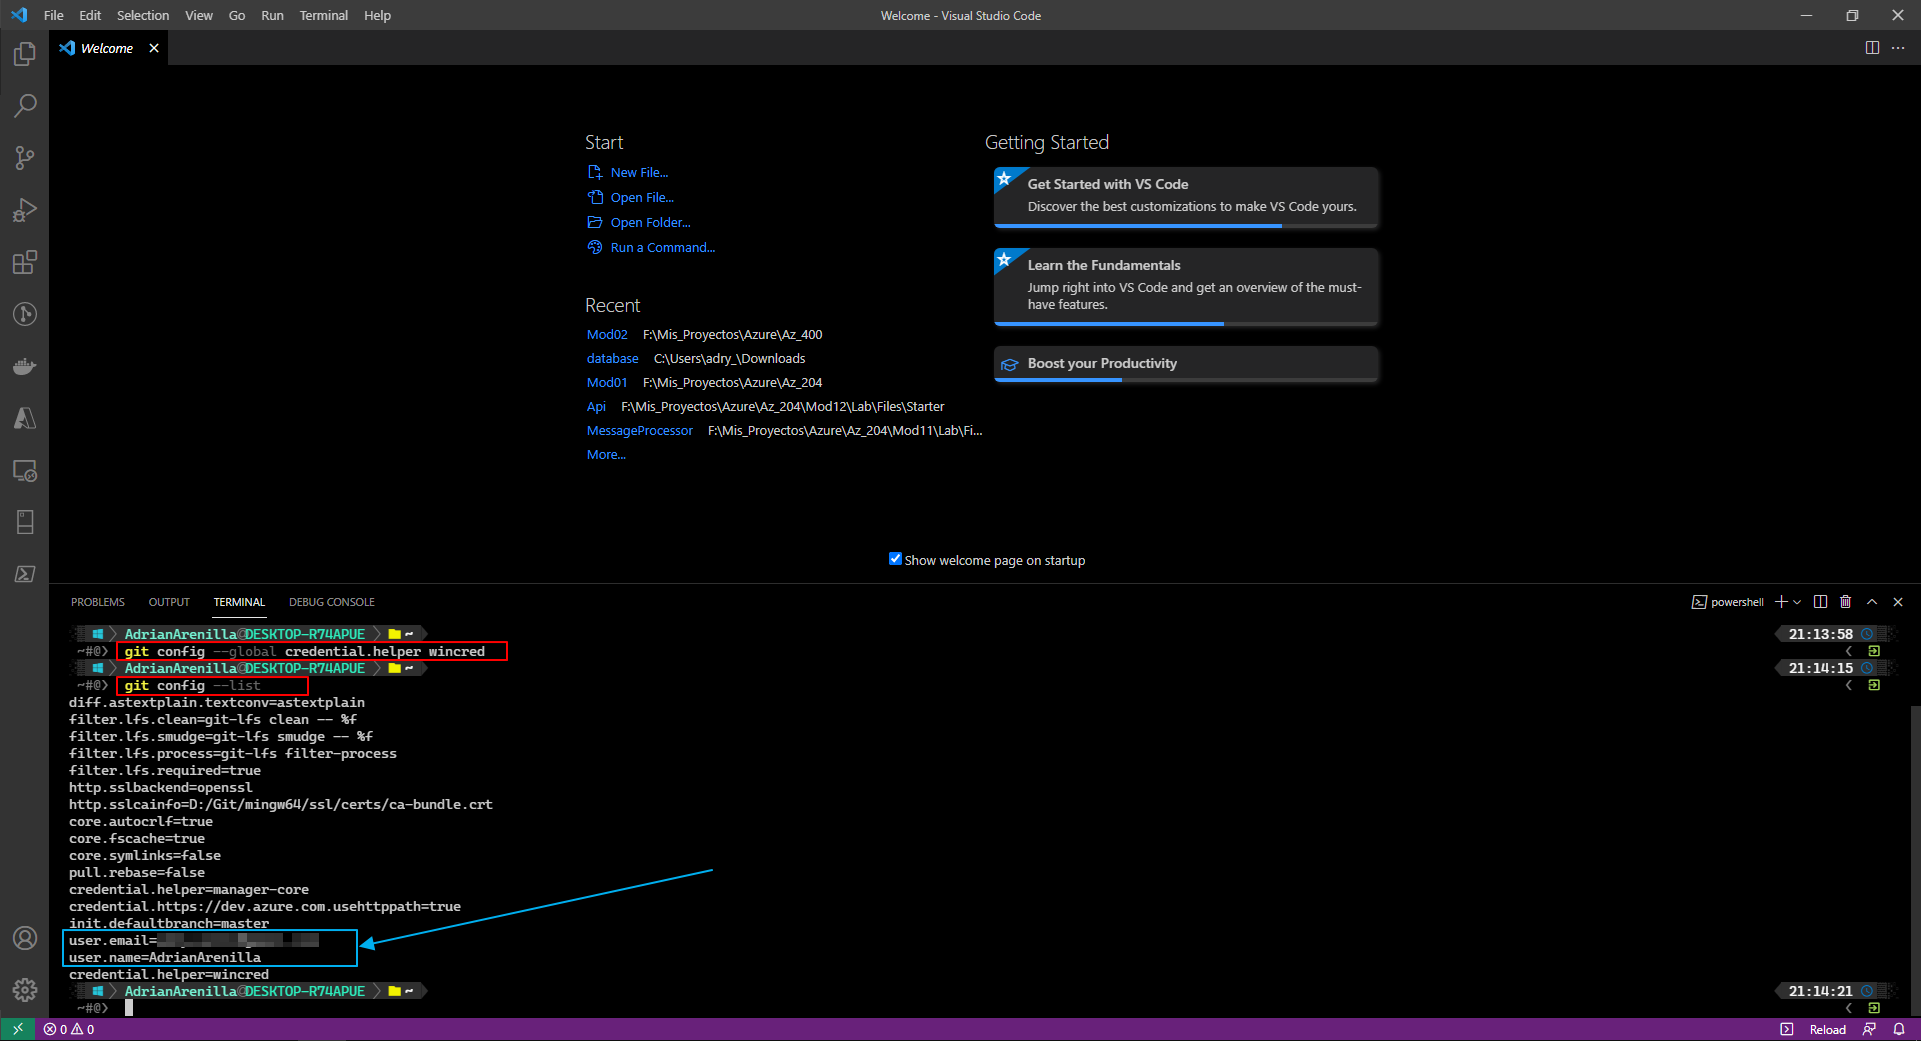 File Edit Selection View Go Run Terminal Help
Welcome - Visual Studio Code
Welcome
Start
New File...
Open File...
Open Folder...
Run a Command...
Recent
Mod02 F:\Mis_Proyectos\Azure\Az_400
database C:\Users\adry_\Downloads
Mod01 F:\Mis_Proyectos\Azure\Az_204
Api F:\Mis_Proyectos\Azure\Az_204\Mod12\Lab\Files\Starter
MessageProcessor F:\Mis_Proyectos\Azure\Az_204\Mod11\Lab\Fi...
More...
Getting Started
Get Started with VS Code
Discover the best customizations to make VS Code yours.
Learn the Fundamentals
Jump right into VS Code and get an overview of the must-
have features.
Boost your Productivity
Show welcome page on startup
PROBLEMS OUTPUT TERMINAL DEBUG CONSOLE
powershell
AdrianArenilla@DESKTOP-R74APUE ~ 21:13:58
~#@❯ git config --global credential.helper wincred
AdrianArenilla@DESKTOP-R74APUE ~ 21:14:15
~#@❯ git config --list
diff.astextplain.textconv=astextplain
filter.lfs.clean=git-lfs clean -- %f
filter.lfs.smudge=git-lfs smudge -- %f
filter.lfs.process=git-lfs filter-process
filter.lfs.required=true
http.sslbackend=openssl
http.sslcainfo=D:/Git/mingw64/ssl/certs/ca-bundle.crt
core.autocrlf=true
core.fscache=true
core.symlinks=false
pull.rebase=false
credential.helper=manager-core
credential.https://dev.azure.com.usehttppath=true
init.defaultbranch=master
user.email=
user.name=AdrianArenilla
credential.helper=wincred
AdrianArenilla@DESKTOP-R74APUE ~ 21:14:21
~#@❯
0 0
Reload